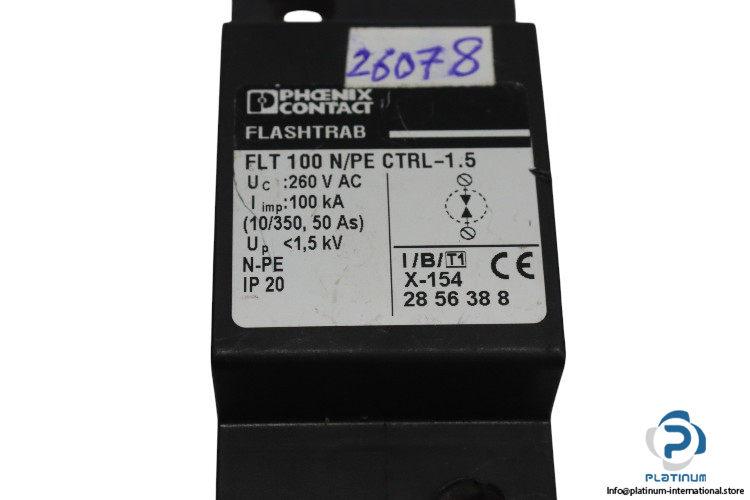 26078
PHŒNIX
CONTACT
FLASHTRAB
FLT 100 N/PE CTRL-1.5
UC :260 V AC
I imp:100 kA
(10/350, 50 As)
Up <1,5 kV
N-PE
IP 20
I/B/T1
CE
X-154
28 56 38 8
PLATINUM
Info@platinum-international.store